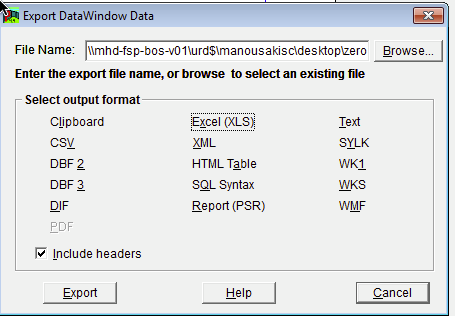 Export DataWindow Data
File Name: \\mhd-fsp-bos-v01\urd$\manousakisc\desktop\zero Browse...
Enter the export file name, or browse to select an existing file
Select output format
Clipboard Excel (XLS) Text
CSV XML SYLK
DBF 2 HTML Table WK1
DBF 3 SQL Syntax WKS
DIF Report (PSR) WMF
PDF
Include headers
Export Help Cancel